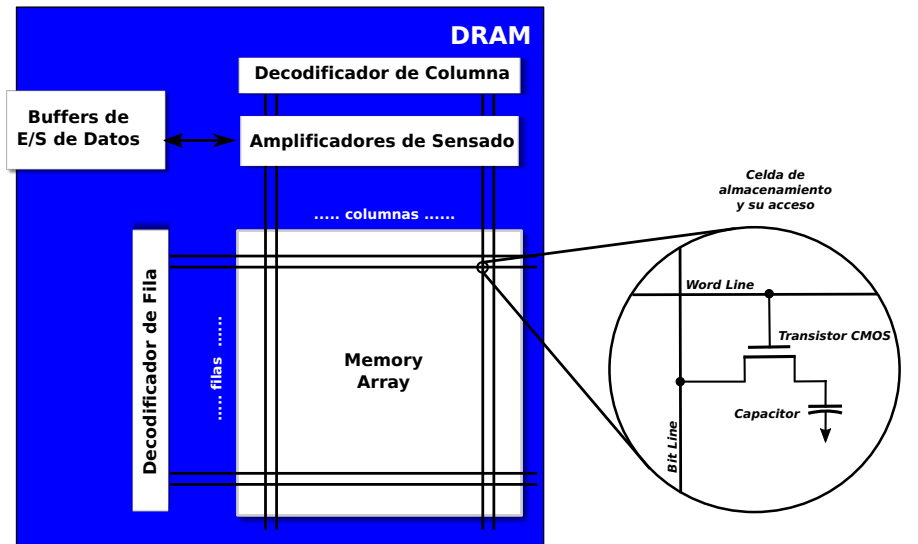 DRAM
Decodificador de Columna
Buffers de
E/S de Datos
Amplificadores de Sensado
Celda de
almacenamiento
y su acceso
..... columnas ......
Decodificador de Fila
..... filas ......
Memory
Array
Word Line
Transistor CMOS
Capacitor
Bit Line